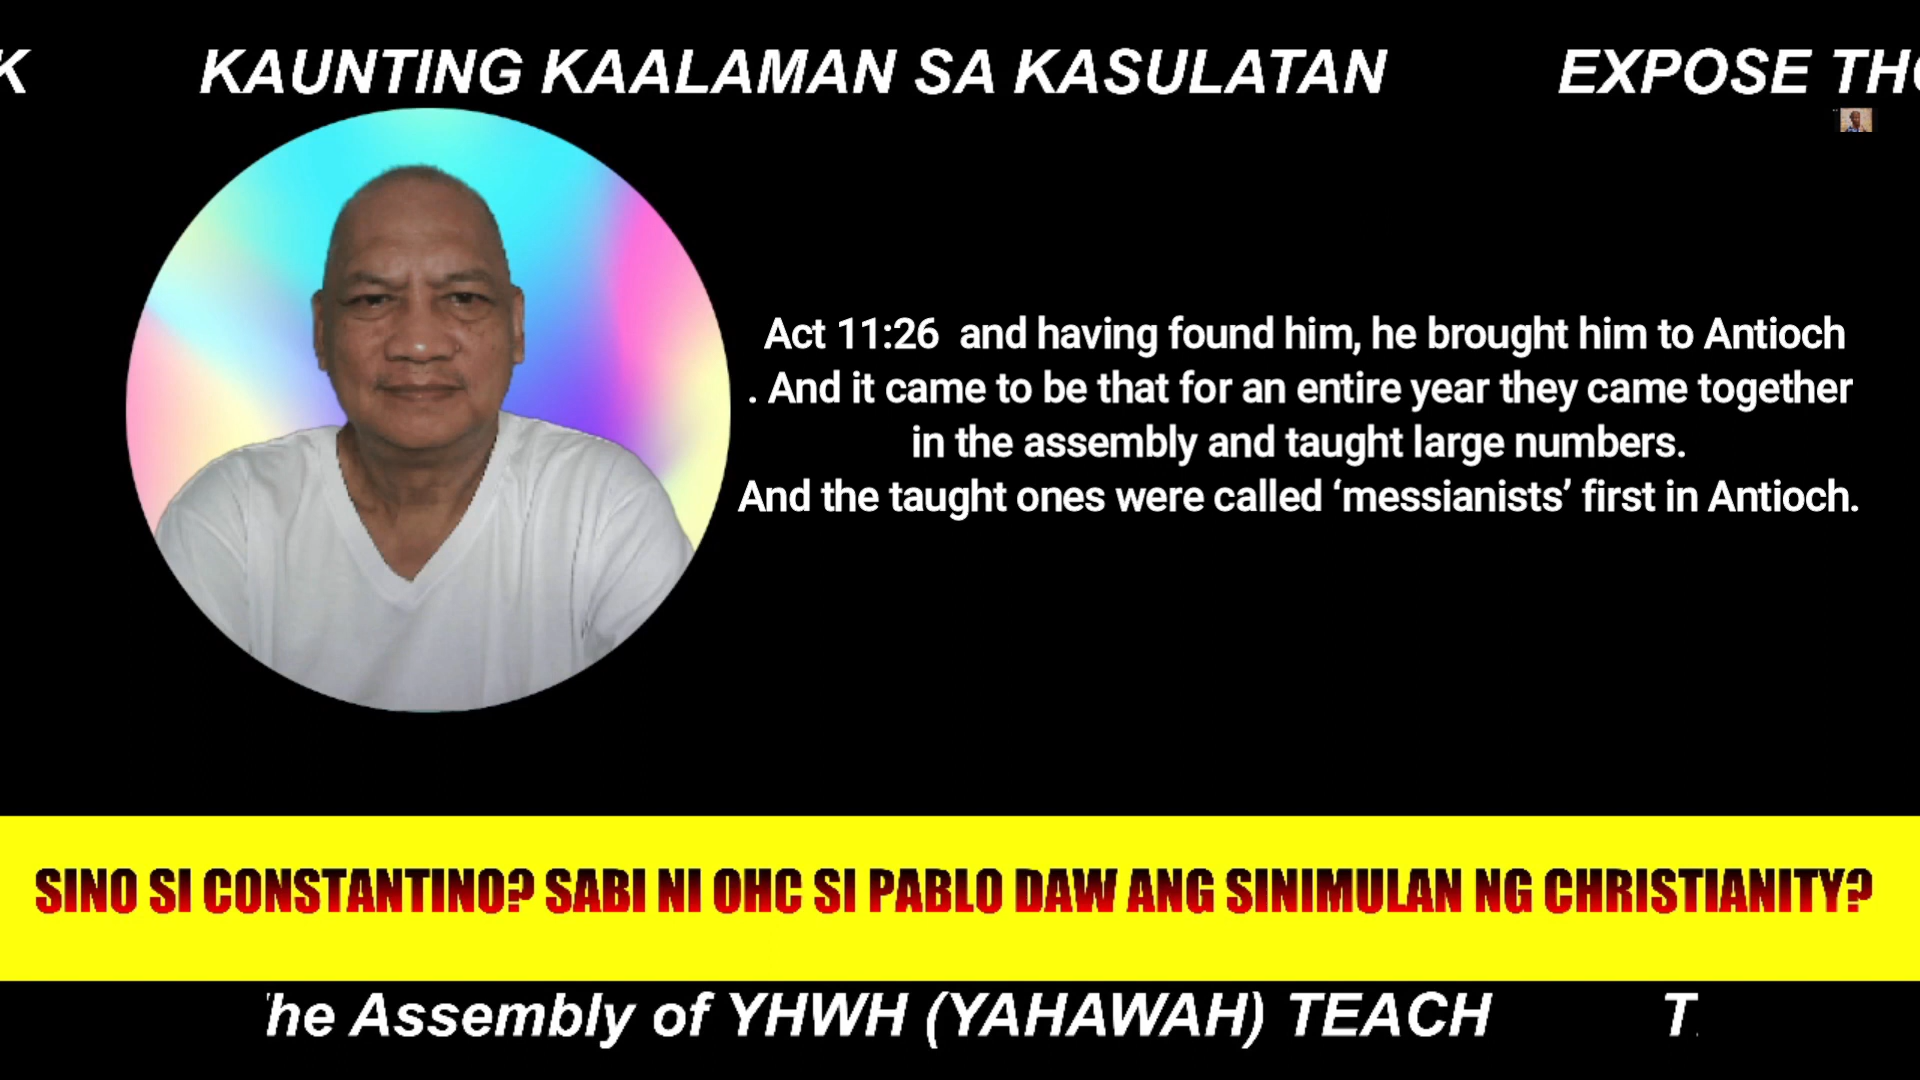 K KAUNTING KAALAMAN SA KASULATAN EXPOSE
Act 11:26 and having found him, he brought him to Antioch
. And it came to be that for an entire year they came together
in the assembly and taught large numbers.
And the taught ones were called ‘messianists’ first in Antioch.
SINO SI CONSTANTINO? SABI NI OHC SI PABLO DAW ANG SINIMULAN NG CHRISTIANITY?
he Assembly of YHWH (YAHAWAH) TEACH T